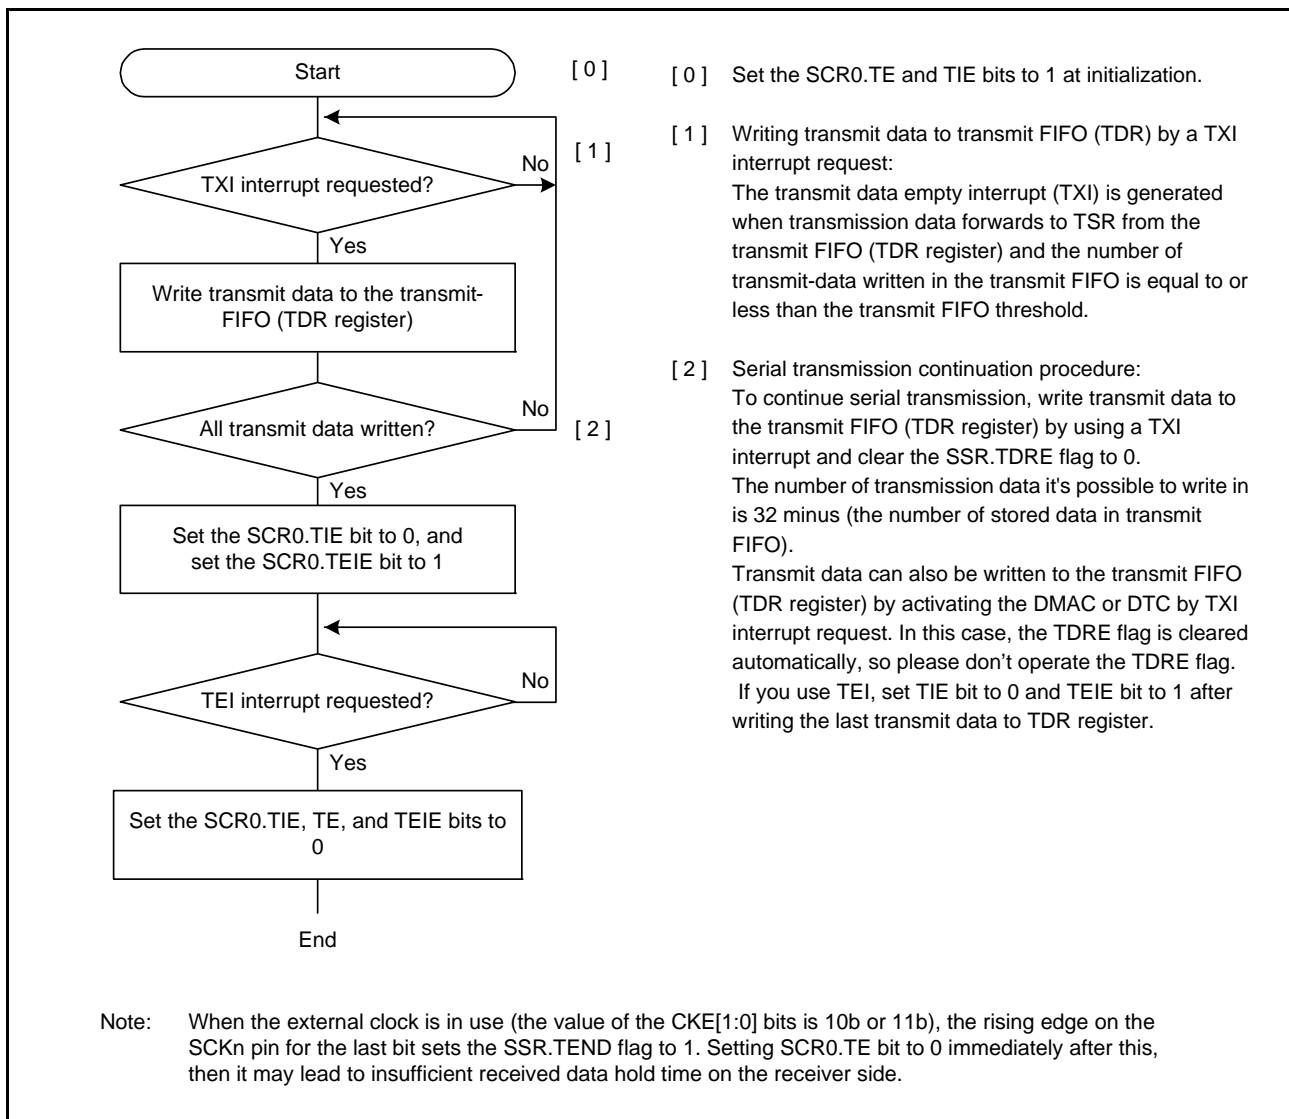 Start
[ 0 ]
TXI interrupt requested?
No
[ 1 ]
Yes
Write transmit data to the transmit-
FIFO (TDR register)
All transmit data written?
No
[ 2 ]
Yes
Set the SCR0.TIE bit to 0, and
set the SCR0.TEIE bit to 1
TEI interrupt requested?
No
Yes
Set the SCR0.TIE, TE, and TEIE bits to
0
End
[ 0 ] Set the SCR0.TE and TIE bits to 1 at initialization.
[ 1 ] Writing transmit data to transmit FIFO (TDR) by a TXI
interrupt request:
The transmit data empty interrupt (TXI) is generated
when transmission data forwards to TSR from the
transmit FIFO (TDR register) and the number of
transmit-data written in the transmit FIFO is equal to or
less than the transmit FIFO threshold.
[ 2 ] Serial transmission continuation procedure:
To continue serial transmission, write transmit data to
the transmit FIFO (TDR register) by using a TXI
interrupt and clear the SSR.TDRE flag to 0.
The number of transmission data it's possible to write in
is 32 minus (the number of stored data in transmit
FIFO).
Transmit data can also be written to the transmit FIFO
(TDR register) by activating the DMAC or DTC by TXI
interrupt request. In this case, the TDRE flag is cleared
automatically, so please don’t operate the TDRE flag.
If you use TEI, set TIE bit to 0 and TEIE bit to 1 after
writing the last transmit data to TDR register.
Note: When the external clock is in use (the value of the CKE[1:0] bits is 10b or 11b), the rising edge on the
SCKn pin for the last bit sets the SSR.TEND flag to 1. Setting SCR0.TE bit to 0 immediately after this,
then it may lead to insufficient received data hold time on the receiver side.